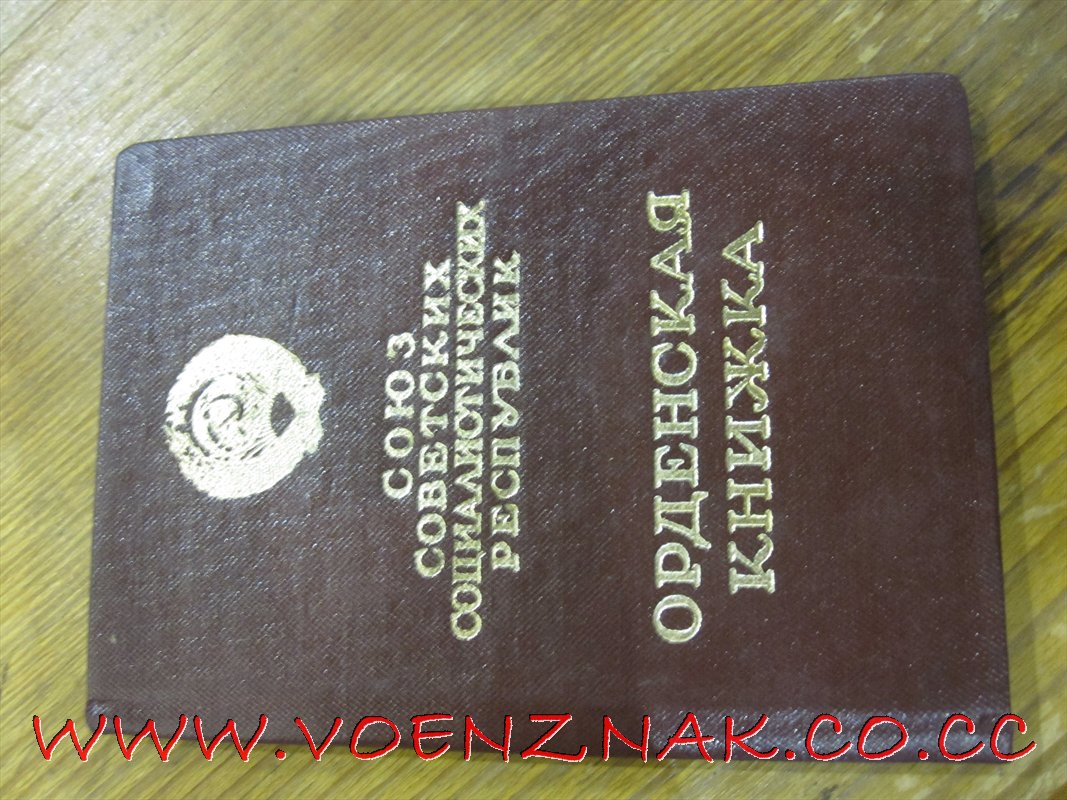 СОЮЗ
СОВЕТСКИХ
СОЦИАЛИСТИЧЕСКИХ
РЕСПУБЛИК
ОРДЕНСКАЯ
КНИЖКА
WWW.VOENZNAK.CO.CC